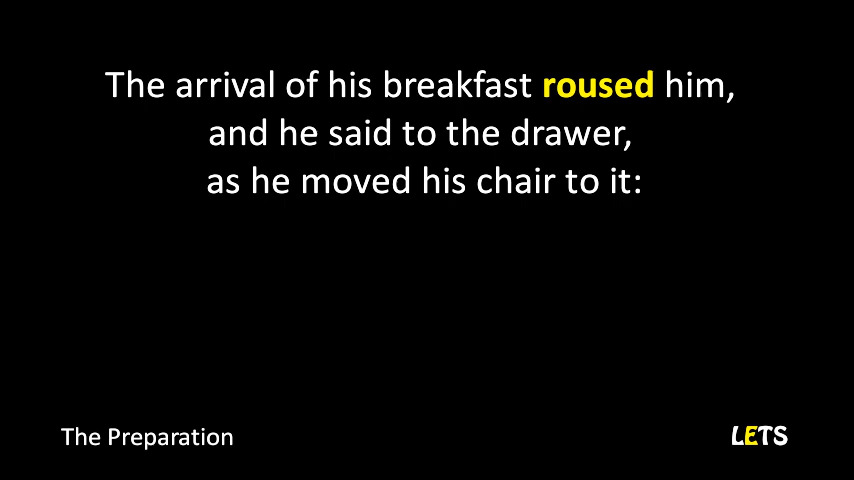 The arrival of his breakfast roused him,
and he said to the drawer,
as he moved his chair to it:
The Preparation
LETS